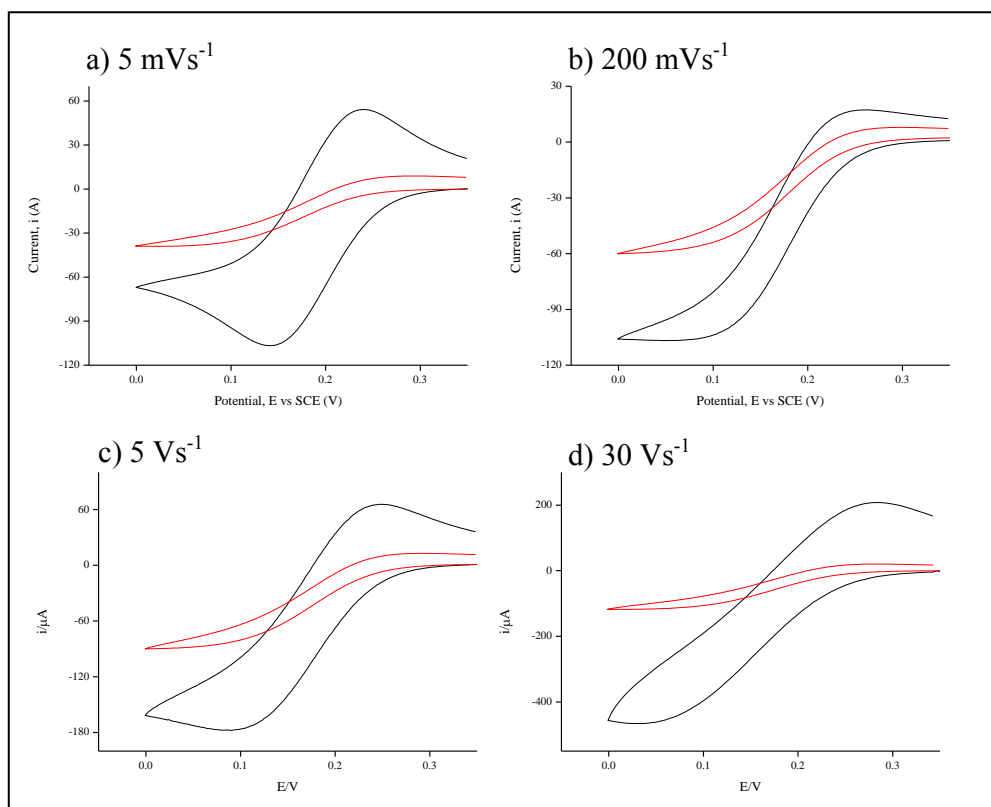 a) 5 mVs⁻¹
60
30
0
-30
-60
-90
-120
Current, i (A)
0.0 0.1 0.2 0.3
Potential, E vs SCE (V)
b) 200 mVs⁻¹
30
0
-30
-60
-90
-120
Current, i (A)
0.0 0.1 0.2 0.3
Potential, E vs SCE (V)
c) 5 Vs⁻¹
60
0
-60
-120
-180
i/μA
0.0 0.1 0.2 0.3
E/V
d) 30 Vs⁻¹
200
0
-200
-400
i/μA
0.0 0.1 0.2 0.3
E/V